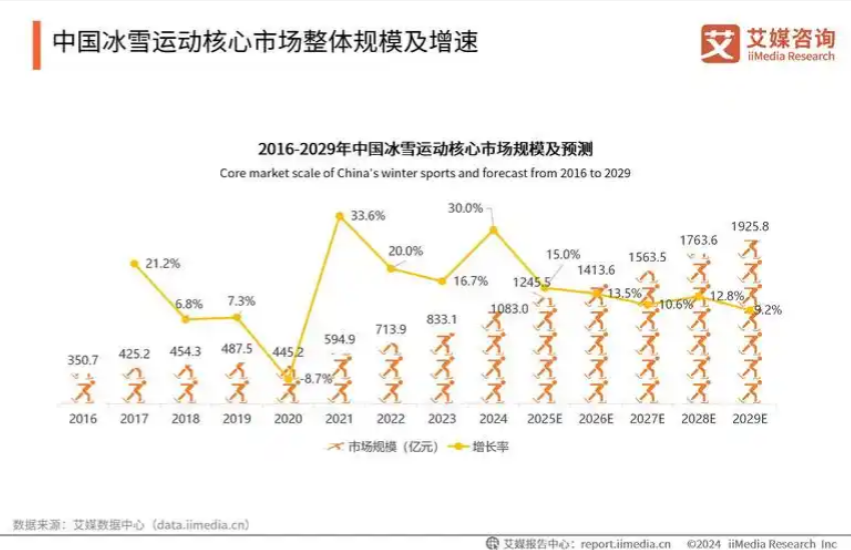 中国冰雪运动核心市场整体规模及增速
艾媒咨询
iiMedia Research
2016-2029年中国冰雪运动核心市场规模及预测
Core market scale of China's winter sports and forecast from 2016 to 2029
350.7 425.2 454.3 487.5 445.2 594.9 713.9 833.1 1083.0 1245.5 1413.6 1563.5 1763.6 1925.8
21.2% 6.8% 7.3% -8.7% 33.6% 20.0% 16.7% 30.0% 15.0% 13.5% 10.6% 12.8% 9.2%
2016 2017 2018 2019 2020 2021 2022 2023 2024 2025E 2026E 2027E 2028E 2029E
市场规模（亿元） 增长率
数据来源：艾媒数据中心（data.iimedia.cn）
艾媒报告中心：report.iimedia.cn ©2024 iiMedia Research Inc